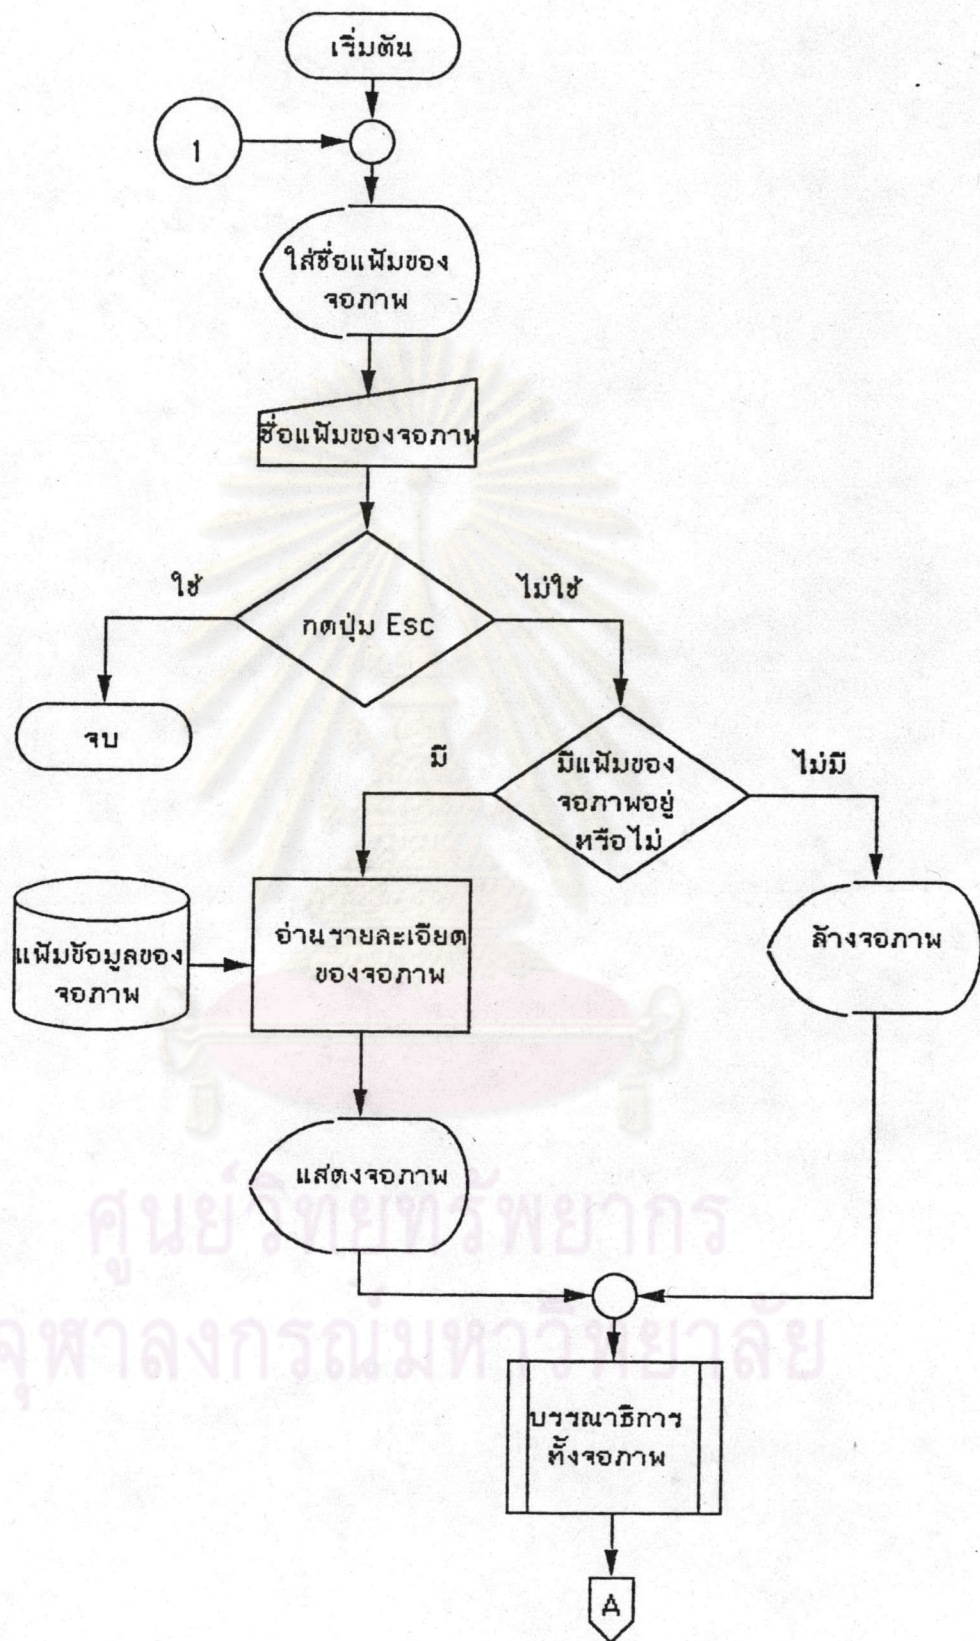 เริ่มต้น
1
ใส่ชื่อแฟ้มของ
จอภาพ
ชื่อแฟ้มของจอภาพ
ใช้
กดปุ่ม Esc
ไม่ใช้
จบ
มี
มีแฟ้มของ
จอภาพอยู่
หรือไม่
ไม่มี
แฟ้มข้อมูลของ
จอภาพ
อ่านรายละเอียด
ของจอภาพ
ล้างจอภาพ
แสดงจอภาพ
ศูนย์วิทยทรัพยากร
จุฬาลงกรณ์มหาวิทยาลัย
บรรณาธิการ
ทั้งจอภาพ
A